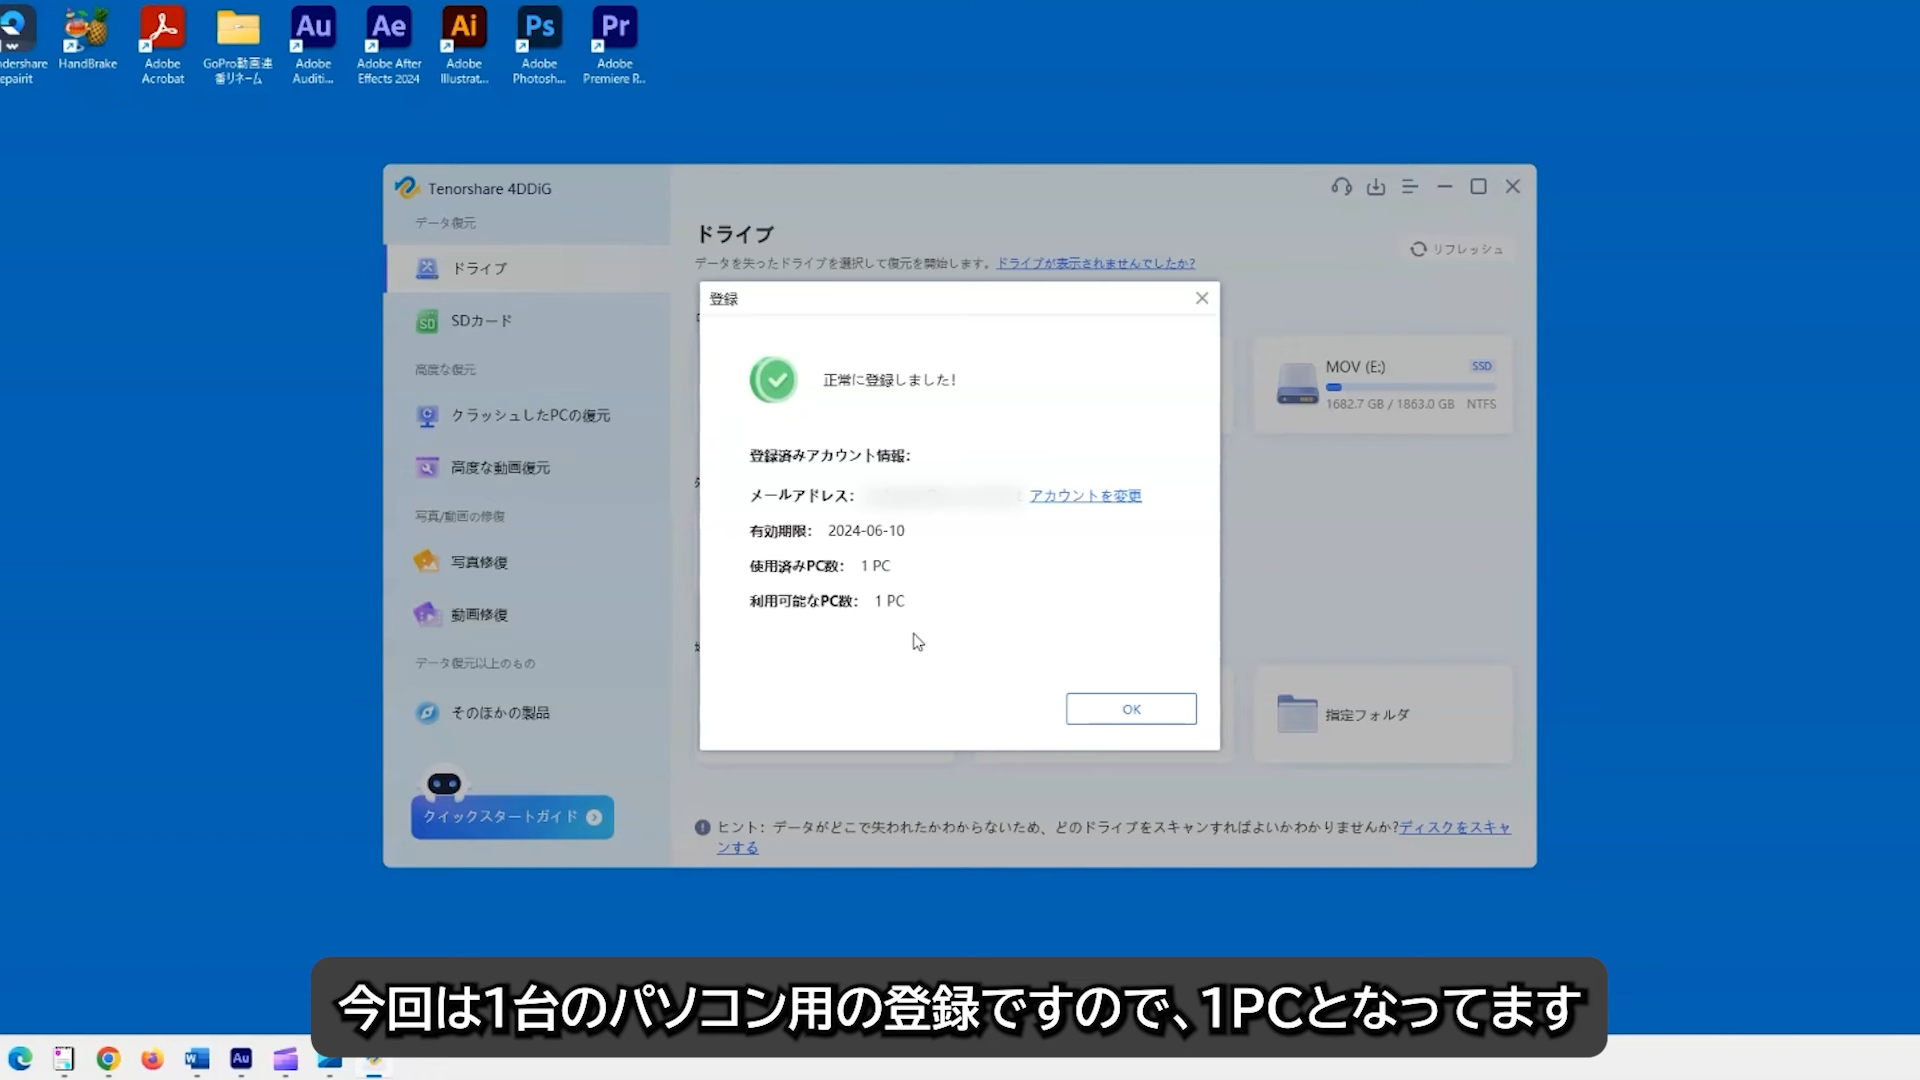 dershare
epairit
HandBrake
Adobe
Acrobat
GoPro動画連
番リネーム
Au
Adobe
Auditi...
Ae
Adobe After
Effects 2024
Ai
Adobe
Illustrat...
Ps
Adobe
Photosh...
Pr
Adobe
Premiere R..
Tenorshare 4DDiG
データ復元
ドライブ
SD
SDカード
高度な復元
クラッシュしたPCの復元
高度な動画復元
写真/動画の修復
写真修復
動画修復
データ復元以上のもの
そのほかの製品
クイックスタートガイド
ドライブ
データを失ったドライブを選択して復元を開始します。 ドライブが表示されませんでしたか?
リフレッシュ
MOV (E:)
SSD
1682.7 GB / 1863.0 GB NTFS
指定フォルダ
ヒント: データがどこで失われたかわからないため、どのドライブをスキャンすればよいかわかりませんか?ディスクをスキャ
ンする
登録
正常に登録しました!
登録済みアカウント情報:
メールアドレス: アカウントを変更
有効期限: 2024-06-10
使用済みPC数: 1 PC
利用可能なPC数: 1 PC
OK
今回は1台のパソコン用の登録ですので、1PCとなってます
W
Au